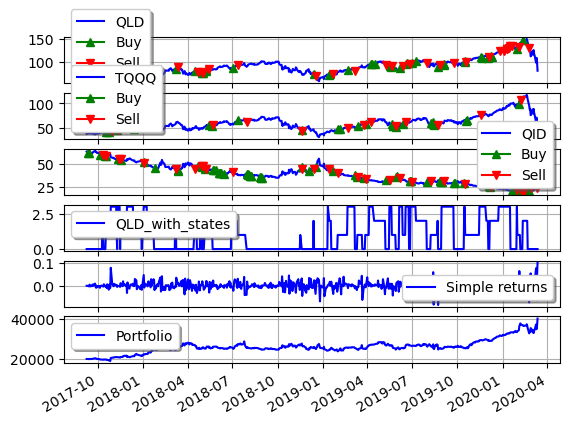 QLD
Buy
Sell
150
100
TQQQ
Buy
Sell
100
50
QID
Buy
Sell
50
25
QLD_with_states
2.5
0.0
Simple returns
0.1
0.0
Portfolio
40000
20000
2017-10 2018-01 2018-04 2018-07 2018-10 2019-01 2019-04 2019-07 2019-10 2020-01 2020-04